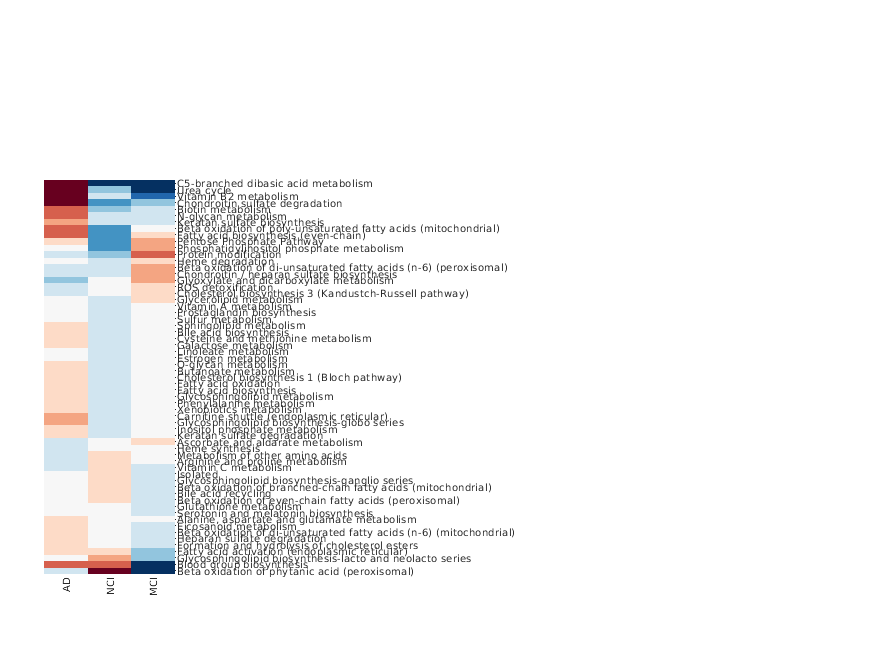 C5-branched dibasic acid metabolism
Urea cycle
Vitamin B2 metabolism
Chondroitin sulfate degradation
Biotin metabolism
N-glycan metabolism
Keratan sulfate biosynthesis
Beta oxidation of poly-unsaturated fatty acids (mitochondrial)
Fatty acid biosynthesis (even-chain)
Pentose Phosphate Pathway
Phosphatidylinositol phosphate metabolism
Protein modification
Heme degradation
Beta oxidation of di-unsaturated fatty acids (n-6) (peroxisomal)
Chondroitin / heparan sulfate biosynthesis
Glyoxylate and dicarboxylate metabolism
ROS detoxification
Cholesterol biosynthesis 3 (Kandustch-Russell pathway)
Glycerolipid metabolism
Vitamin A metabolism
Prostaglandin biosynthesis
Sulfur metabolism
Sphingolipid metabolism
Bile acid biosynthesis
Cysteine and methionine metabolism
Galactose metabolism
Linoleate metabolism
Estrogen metabolism
O-glycan metabolism
Butanoate metabolism
Cholesterol biosynthesis 1 (Bloch pathway)
Fatty acid oxidation
Fatty acid biosynthesis
Glycosphingolipid metabolism
Phenylalanine metabolism
Xenobiotics metabolism
Carnitine shuttle (endoplasmic reticular)
Glycosphingolipid biosynthesis-globo series
Inositol phosphate metabolism
Keratan sulfate degradation
Ascorbate and aldarate metabolism
Heme synthesis
Metabolism of other amino acids
Arginine and proline metabolism
Vitamin C metabolism
Isolated
Glycosphingolipid biosynthesis-ganglio series
Beta oxidation of branched-chain fatty acids (mitochondrial)
Bile acid recycling
Beta oxidation of even-chain fatty acids (peroxisomal)
Glutathione metabolism
Serotonin and melatonin biosynthesis
Alanine, aspartate and glutamate metabolism
Eicosanoid metabolism
Beta oxidation of di-unsaturated fatty acids (n-6) (mitochondrial)
Heparan sulfate degradation
Formation and hydrolysis of cholesterol esters
Fatty acid activation (endoplasmic reticular)
Glycosphingolipid biosynthesis-lacto and neolacto series
Blood group biosynthesis
Beta oxidation of phytanic acid (peroxisomal)
AD
NCI
MCI